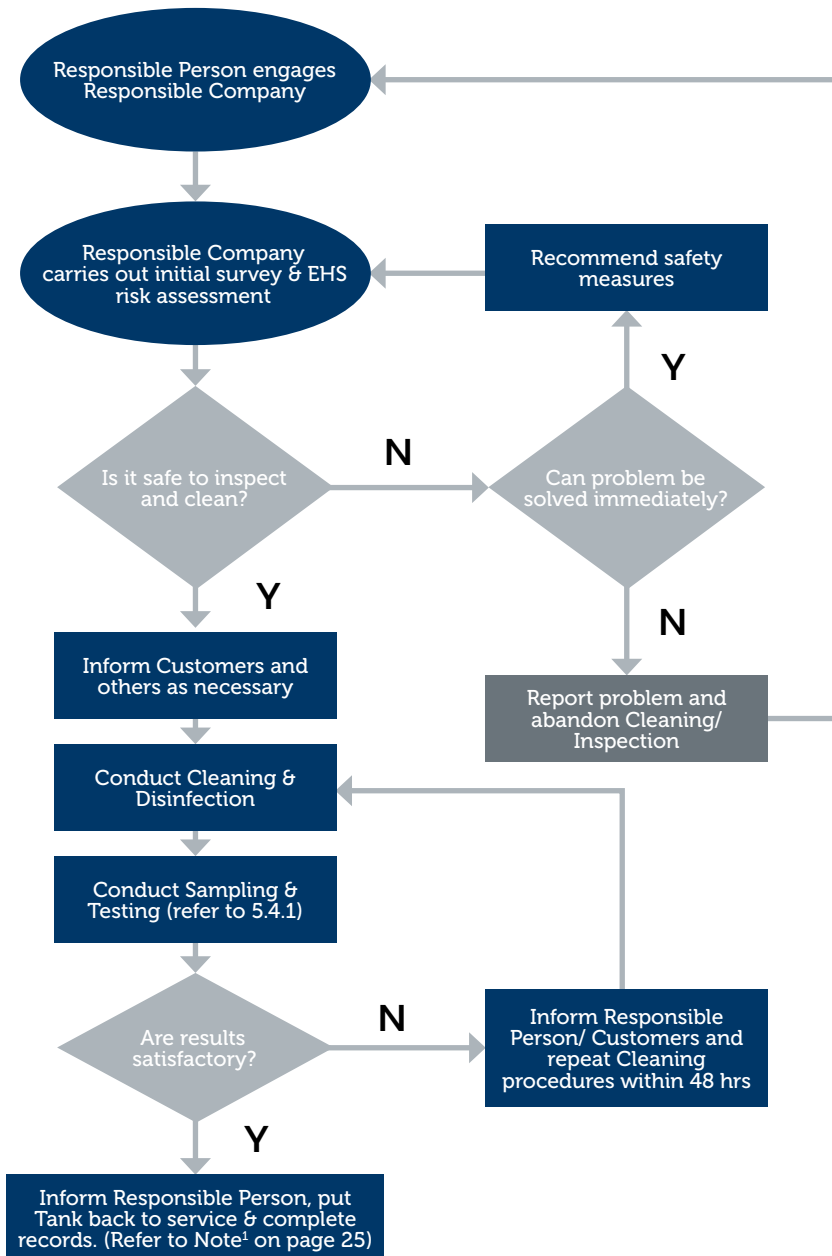 Responsible Person engages
Responsible Company
Responsible Company
carries out initial survey & EHS
risk assessment
Recommend safety
measures
Y
Is it safe to inspect
and clean?
N
Can problem be
solved immediately?
Y
N
Inform Customers and
others as necessary
Report problem and
abandon Cleaning/
Inspection
Conduct Cleaning &
Disinfection
Conduct Sampling &
Testing (refer to 5.4.1)
Are results
satisfactory?
N
Inform Responsible
Person/ Customers and
repeat Cleaning
procedures within 48 hrs
Y
Inform Responsible Person, put
Tank back to service & complete
records. (Refer to Note¹ on page 25)